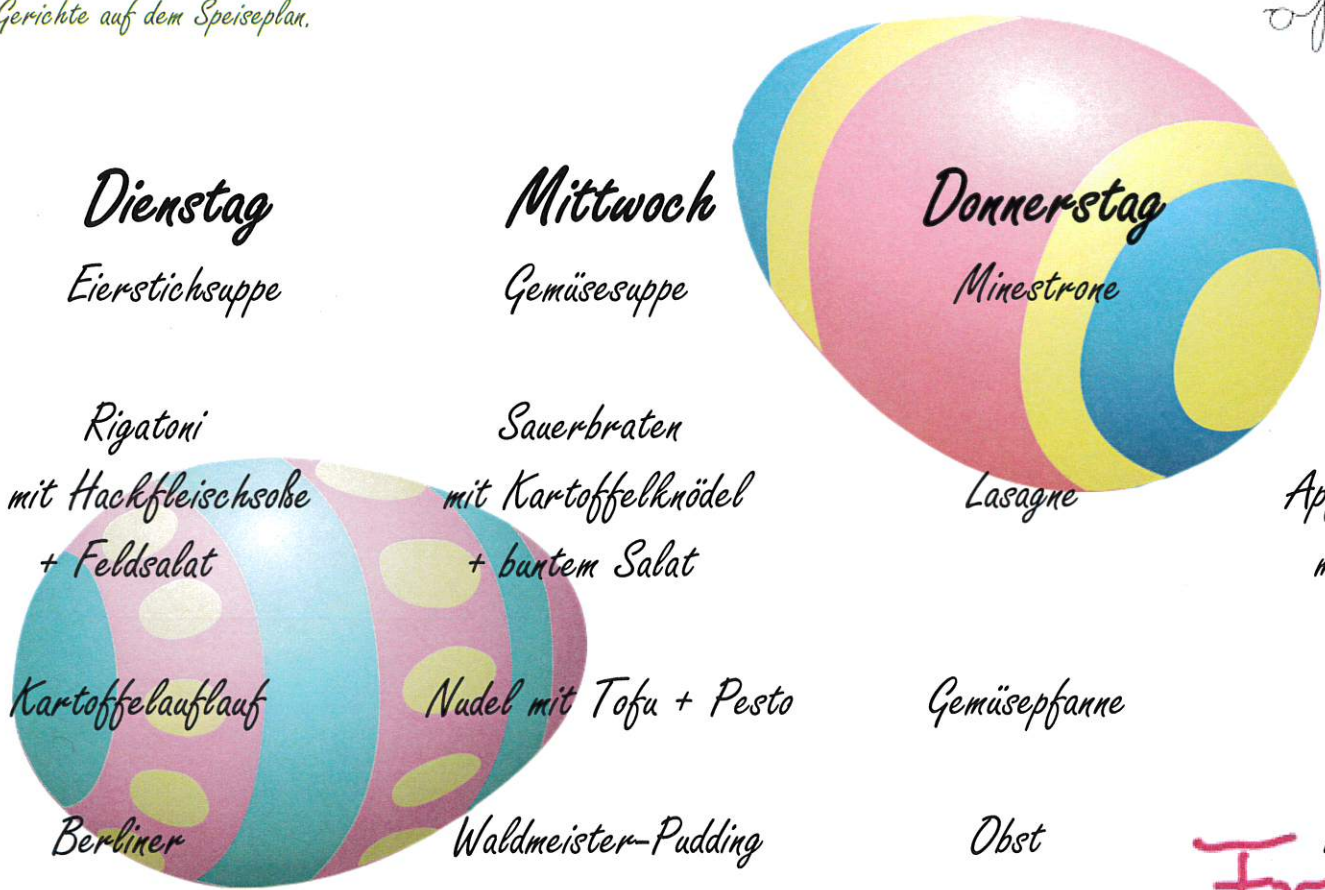 Gerichte auf dem Speiseplan.
Dienstag
Eierstichsuppe
Rigatoni
mit Hackfleischsoße
+ Feldsalat
Kartoffelauflauf
Berliner
Mittwoch
Gemüsesuppe
Sauerbraten
mit Kartoffelknödel
+ buntem Salat
Nudel mit Tofu + Pesto
Waldmeister-Pudding
Donnerstag
Minestrone
Lasagne
Gemüsepfanne
Obst